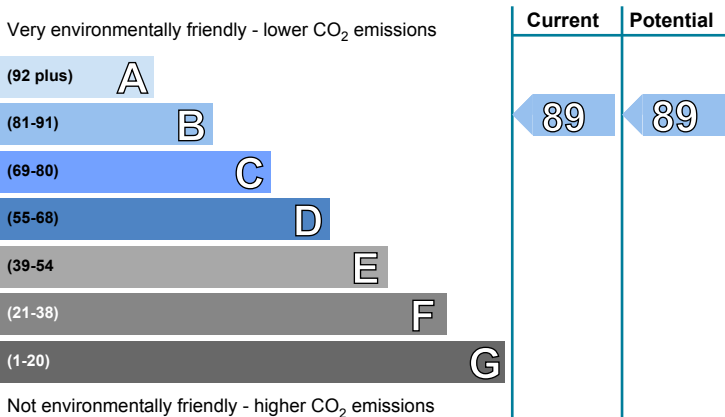 Very environmentally friendly - lower CO2 emissions
Current
Potential
(92 plus) A
(81-91) B
89
89
(69-80) C
(55-68) D
(39-54 E
(21-38) F
(1-20) G
Not environmentally friendly - higher CO2 emissions